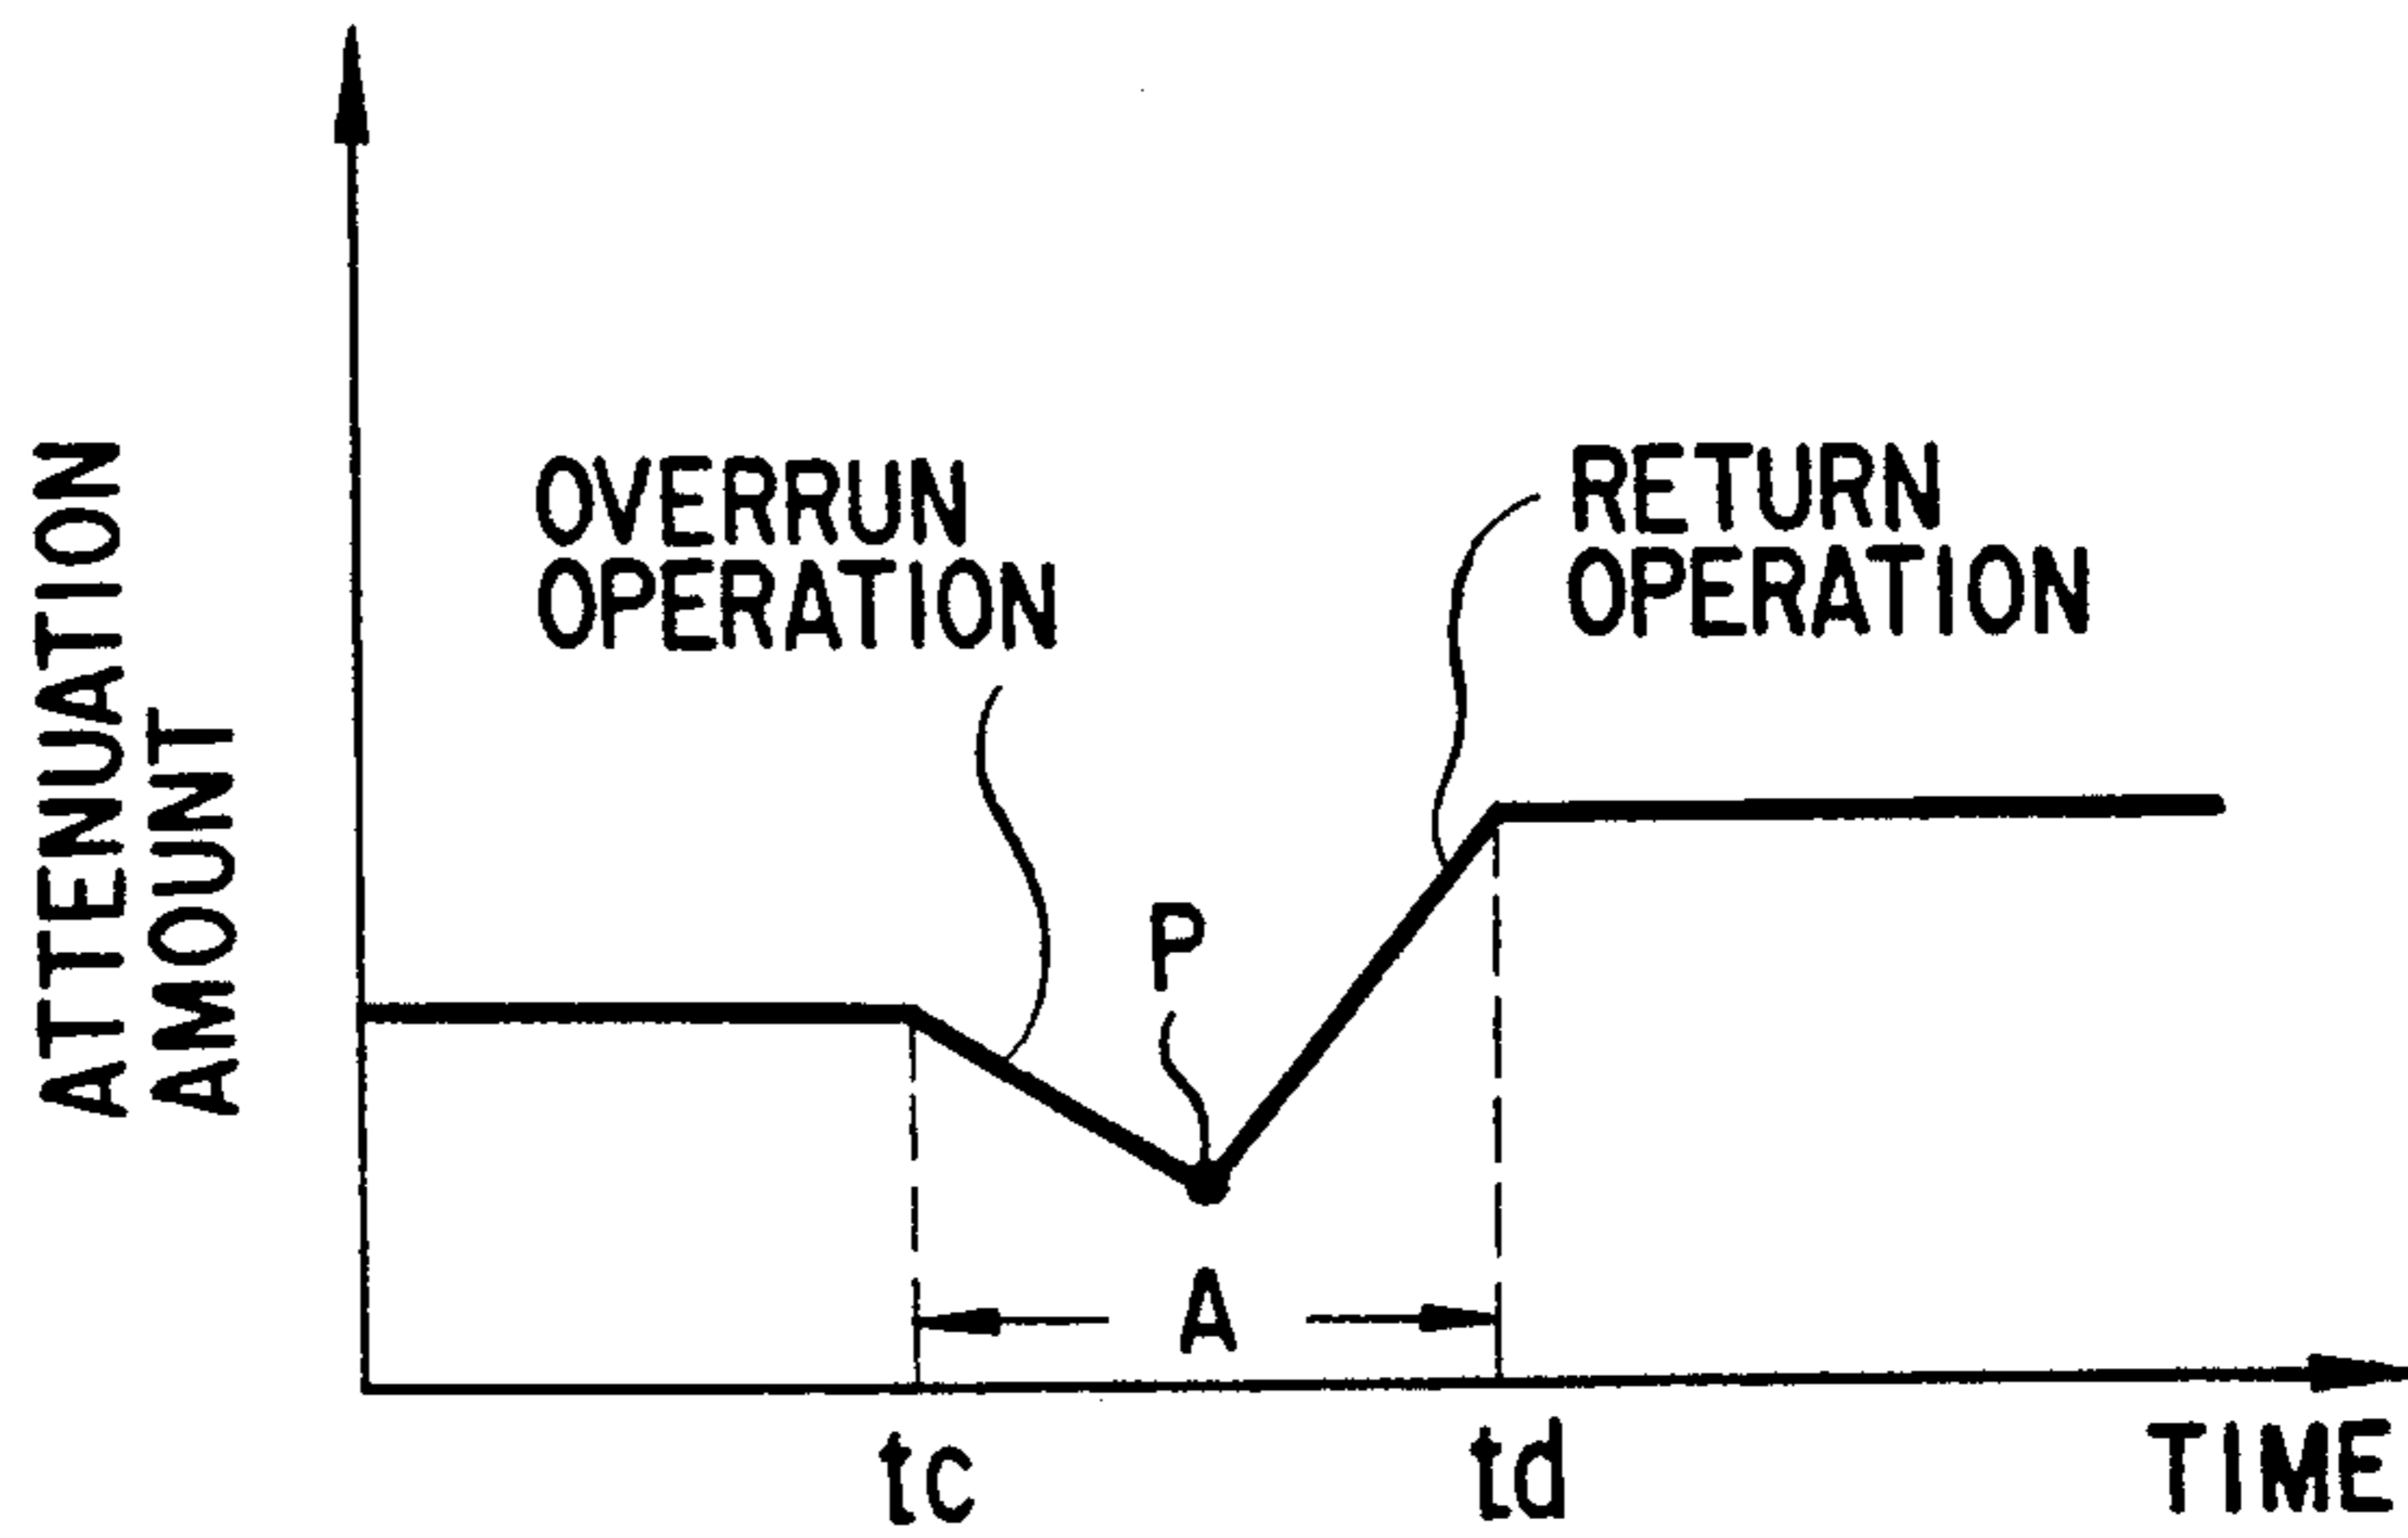 ATTENUATION
AMOUNT
OVERRUN
OPERATION
RETURN
OPERATION
P
A
tc
td
TIME